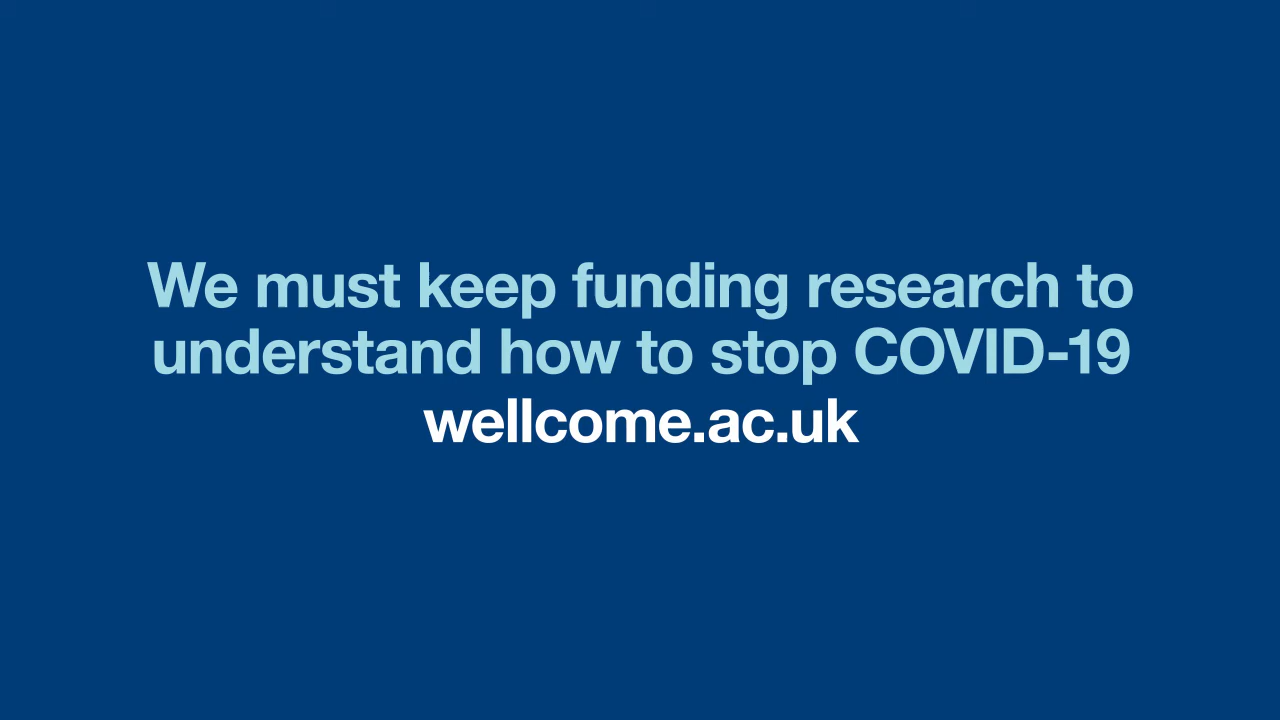 We must keep funding research to
understand how to stop COVID-19
wellcome.ac.uk